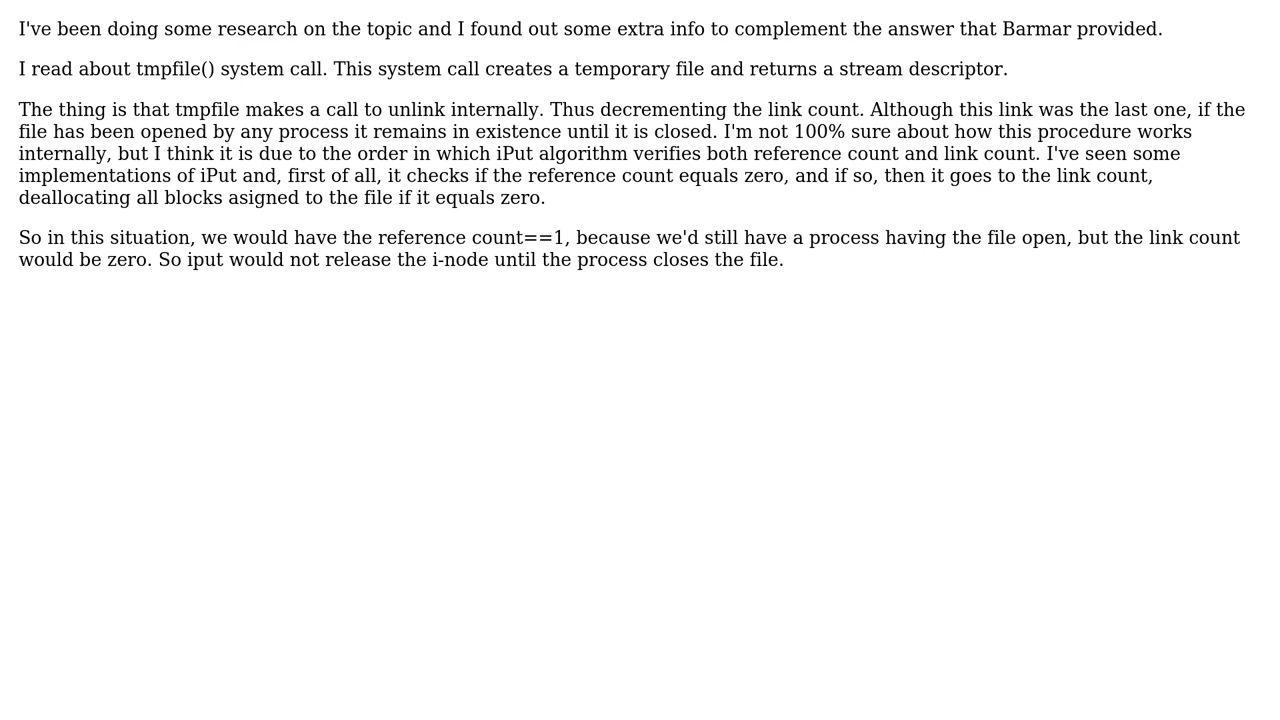 I've been doing some research on the topic and I found out some extra info to complement the answer that Barmar provided.
I read about tmpfile() system call. This system call creates a temporary file and returns a stream descriptor.
The thing is that tmpfile makes a call to unlink internally. Thus decrementing the link count. Although this link was the last one, if the
file has been opened by any process it remains in existence until it is closed. I'm not 100% sure about how this procedure works
internally, but I think it is due to the order in which iPut algorithm verifies both reference count and link count. I've seen some
implementations of iPut and, first of all, it checks if the reference count equals zero, and if so, then it goes to the link count,
deallocating all blocks asigned to the file if it equals zero.
So in this situation, we would have the reference count==1, because we'd still have a process having the file open, but the link count
would be zero. So iput would not release the i-node until the process closes the file.